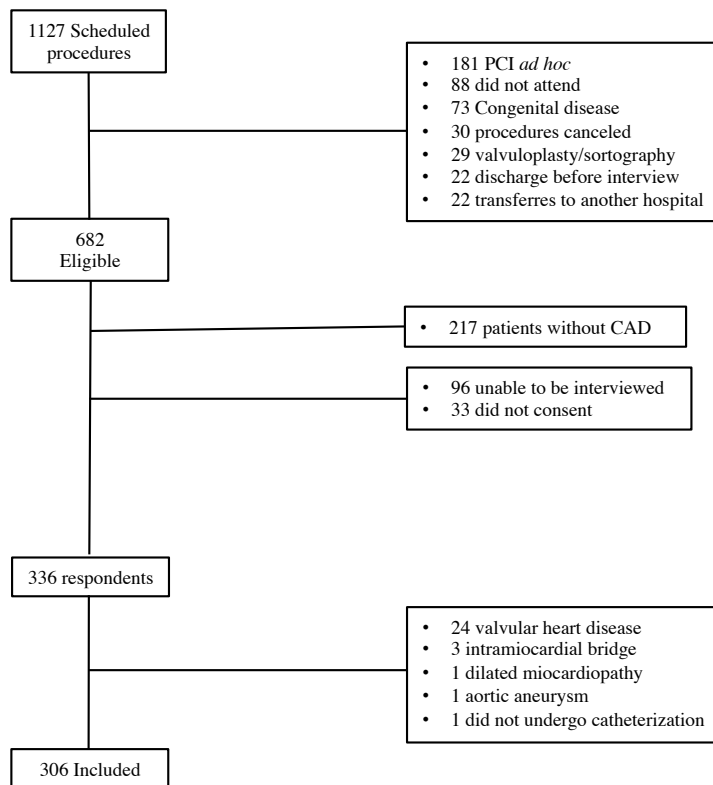 1127 Scheduled
procedures
• 181 PCI ad hoc
• 88 did not attend
• 73 Congenital disease
• 30 procedures canceled
• 29 valvuloplasty/sortography
• 22 discharge before interview
• 22 transferres to another hospital
682
Eligible
• 217 patients without CAD
• 96 unable to be interviewed
• 33 did not consent
336 respondents
• 24 valvular heart disease
• 3 intramiocardial bridge
• 1 dilated miocardiopathy
• 1 aortic aneurysm
• 1 did not undergo catheterization
306 Included